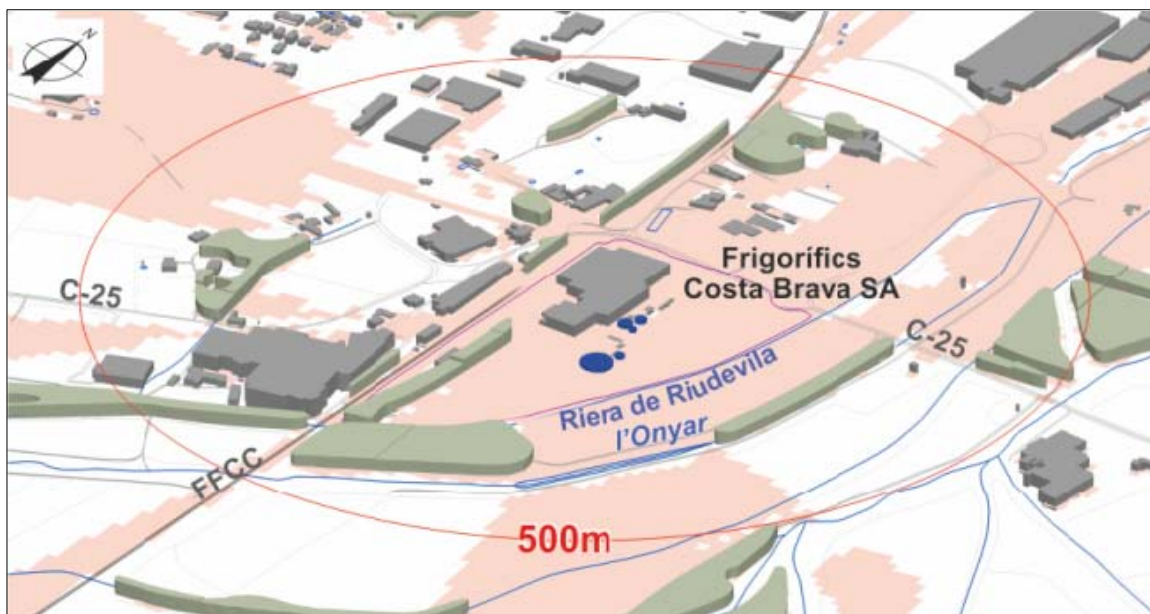 N
Frigorífics
Costa Brava SA
C-25
C-25
Riera de Riudevila
l'Onyar
FFCC
500m